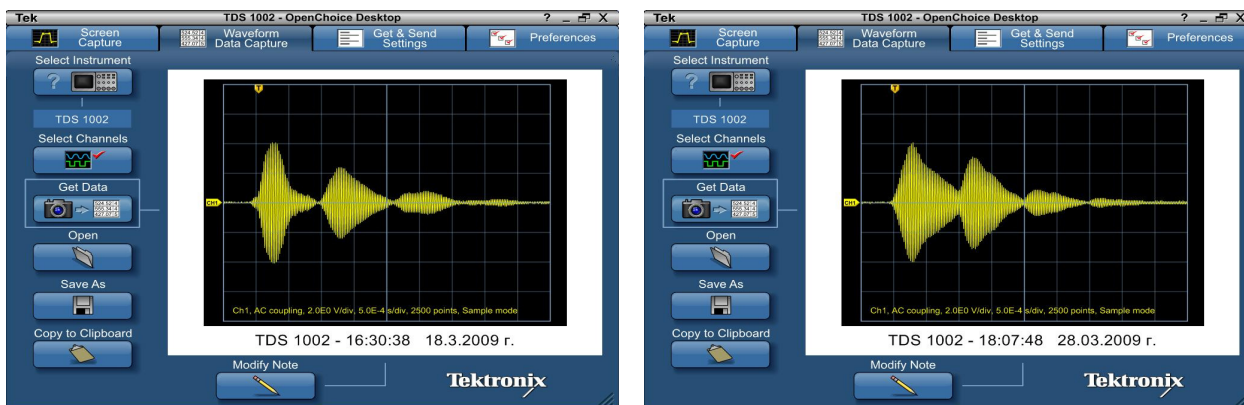 Tek
TDS 1002 - OpenChoice Desktop
? _ X
Screen
Capture
Waveform
Data Capture
Get & Send
Settings
Preferences
Select Instrument
?
TDS 1002
Select Channels
Get Data
Open
Save As
Copy to Clipboard
T
CH1
Ch1, AC coupling, 2.0E0 V/div, 5.0E-4 s/div, 2500 points, Sample mode
TDS 1002 - 16:30:38 18.3.2009 г.
Modify Note
Tektronix
Tek
TDS 1002 - OpenChoice Desktop
? _ X
Screen
Capture
Waveform
Data Capture
Get & Send
Settings
Preferences
Select Instrument
?
TDS 1002
Select Channels
Get Data
Open
Save As
Copy to Clipboard
T
CH1
Ch1, AC coupling, 2.0E0 V/div, 5.0E-4 s/div, 2500 points, Sample mode
TDS 1002 - 18:07:48 28.03.2009 г.
Modify Note
Tektronix